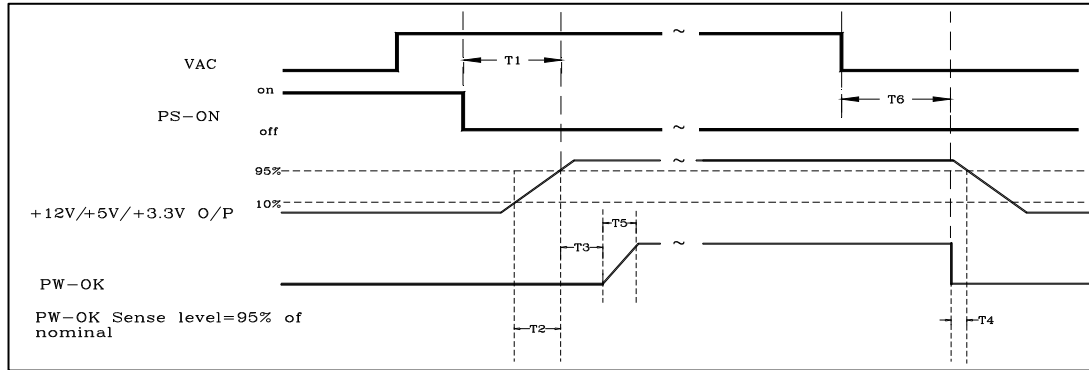 VAC
T1
~
T6
on
PS-ON
off
~
95%
~
10%
+12V/+5V/+3.3V O/P
T5
T3
~
PW-OK
PW-OK Sense level=95% of
nominal
T2
T4